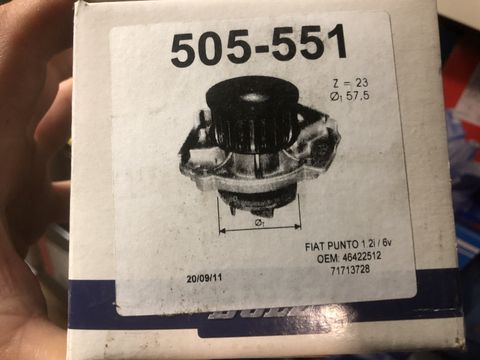 505-551
Z = 23
Ø₁ 57,5
Ø₁
FIAT PUNTO 1.2i / 6v
OEM: 46422512
71713728
20/09/11